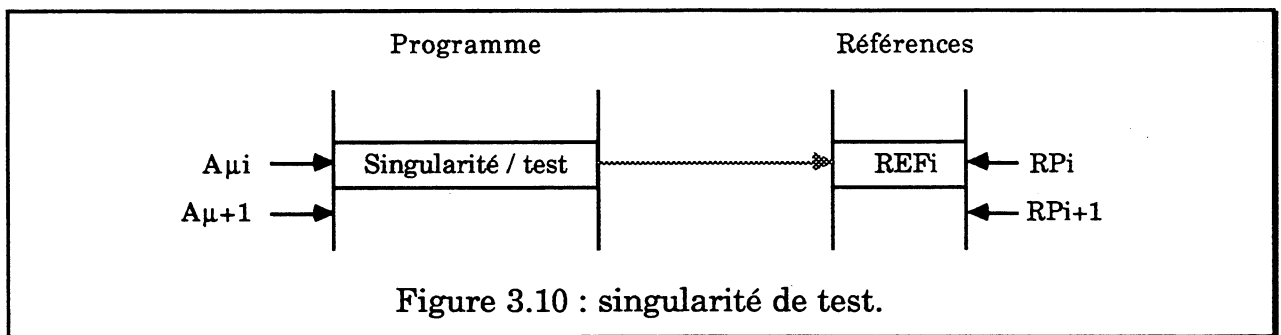 Programme Références
Aμi Singularité / test REFi RPi
Aμ+1 RPi+1
Figure 3.10 : singularité de test.